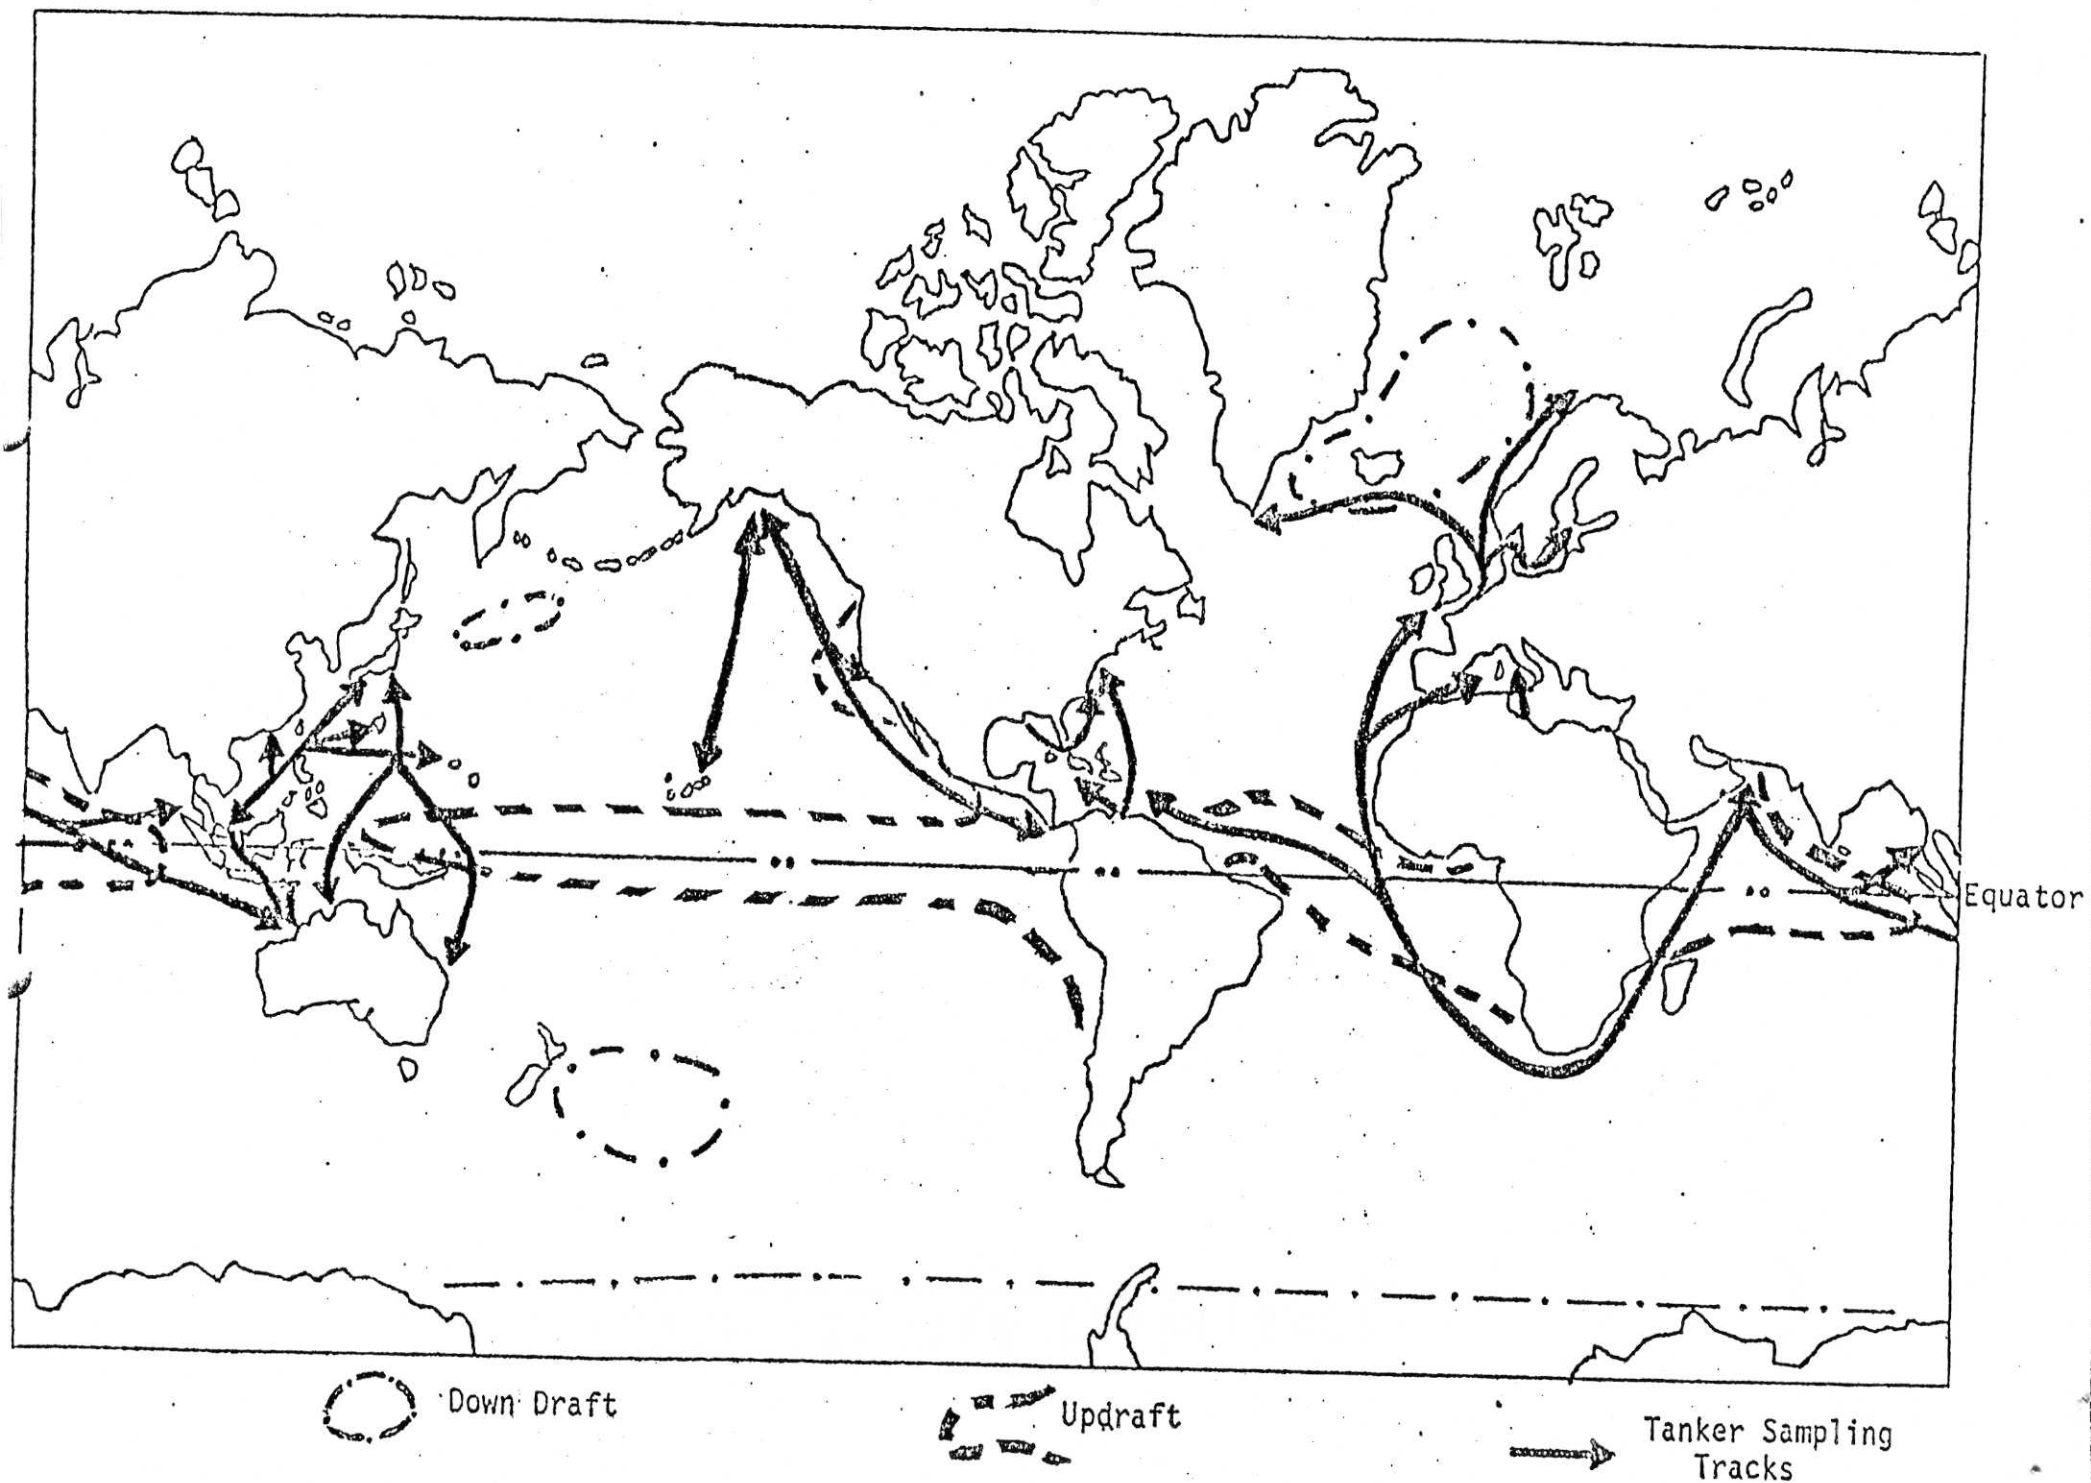 Equator
Down Draft
Updraft
Tanker Sampling
Tracks